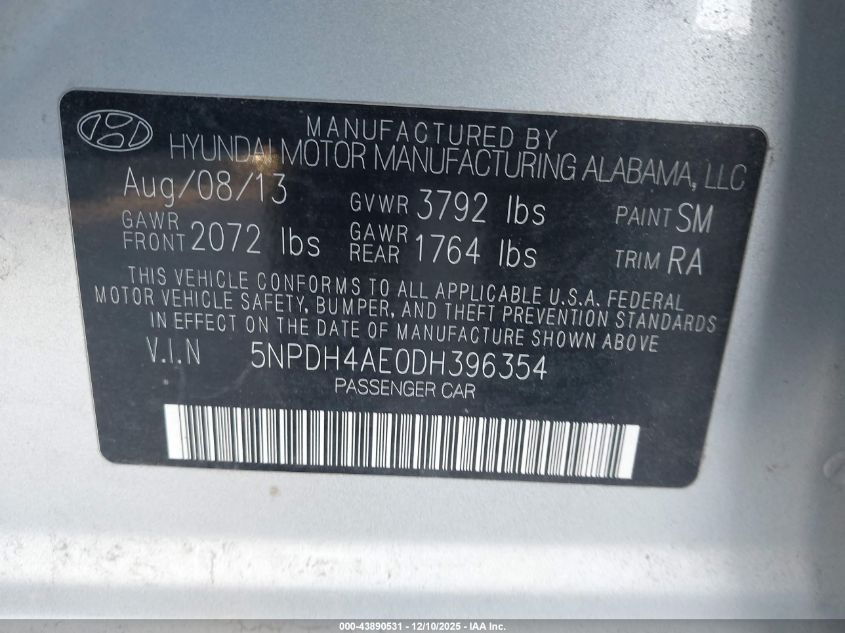 MANUFACTURED BY
HYUNDAI MOTOR MANUFACTURING ALABAMA, LLC
Aug/08/13 GVWR 3792 lbs PAINT SM
GAWR FRONT 2072 lbs GAWR REAR 1764 lbs TRIM RA
THIS VEHICLE CONFORMS TO ALL APPLICABLE U.S.A. FEDERAL
MOTOR VEHICLE SAFETY, BUMPER, AND THEFT PREVENTION STANDARDS
IN EFFECT ON THE DATE OF MANUFACTURE SHOWN ABOVE
V.I.N 5NPDH4AE0DH396354
PASSENGER CAR
000-43890531 - 12/10/2025 - IAA Inc.